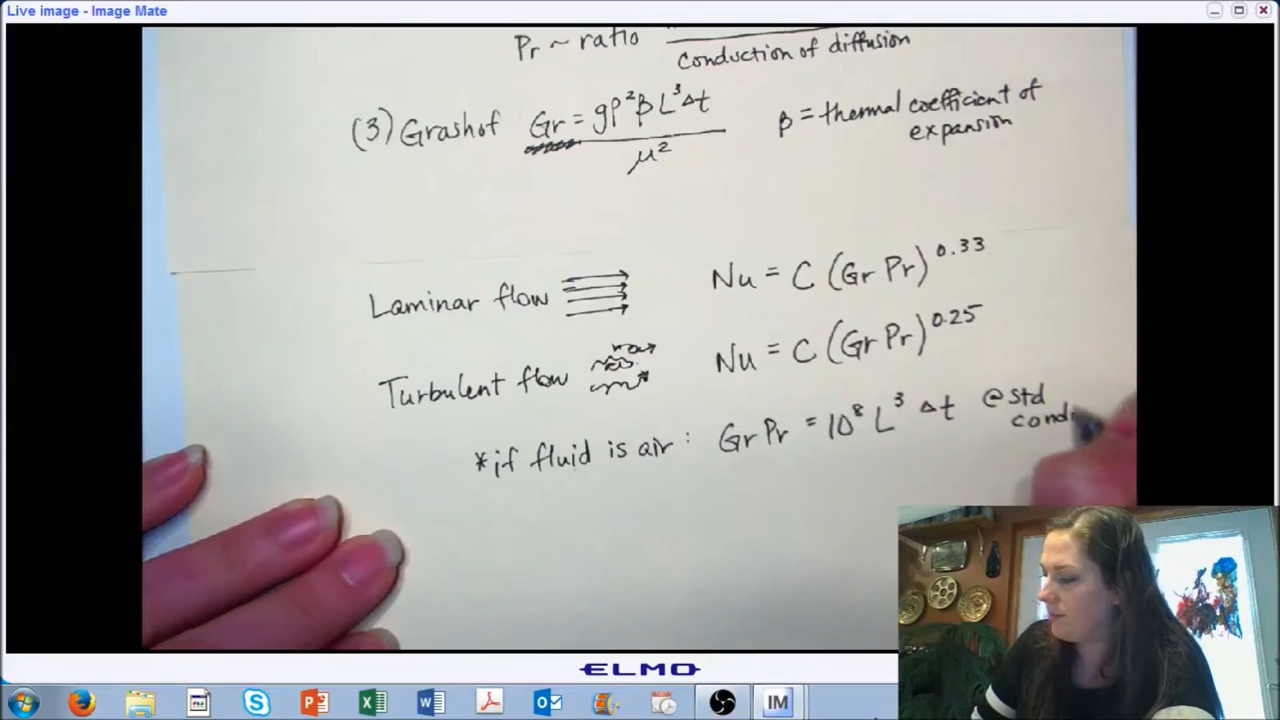 Live image - Image Mate
Pr ~ ratio
conduction of diffusion
(3) Grashof Gr = gρ²βL³Δt
μ²
β = thermal coefficient of
expansion
Laminar flow Nu = C (Gr Pr)^0.33
Turbulent flow Nu = C (Gr Pr)^0.25
*if fluid is air : Gr Pr = 10⁸ L³ Δt @ std
cond
ELMO
IM